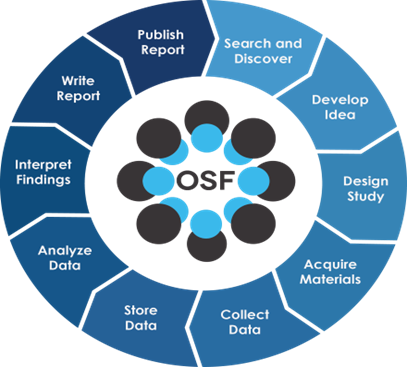 Search and
Discover
Develop
Idea
Design
Study
Acquire
Materials
Collect
Data
Store
Data
Analyze
Data
Interpret
Findings
Write
Report
Publish
Report
OSF